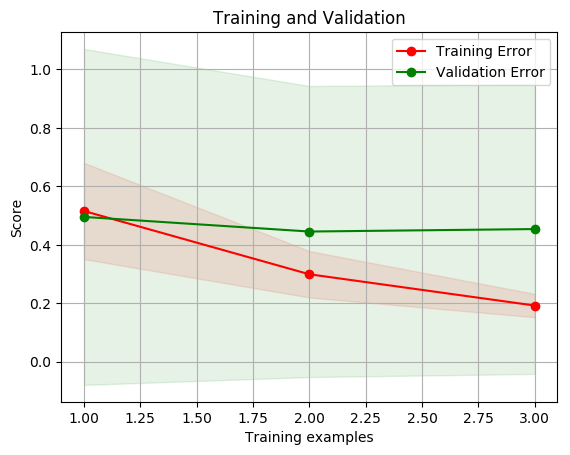 Training and Validation
Training Error
Validation Error
Score
1.0
0.8
0.6
0.4
0.2
0.0
1.00 1.25 1.50 1.75 2.00 2.25 2.50 2.75 3.00
Training examples